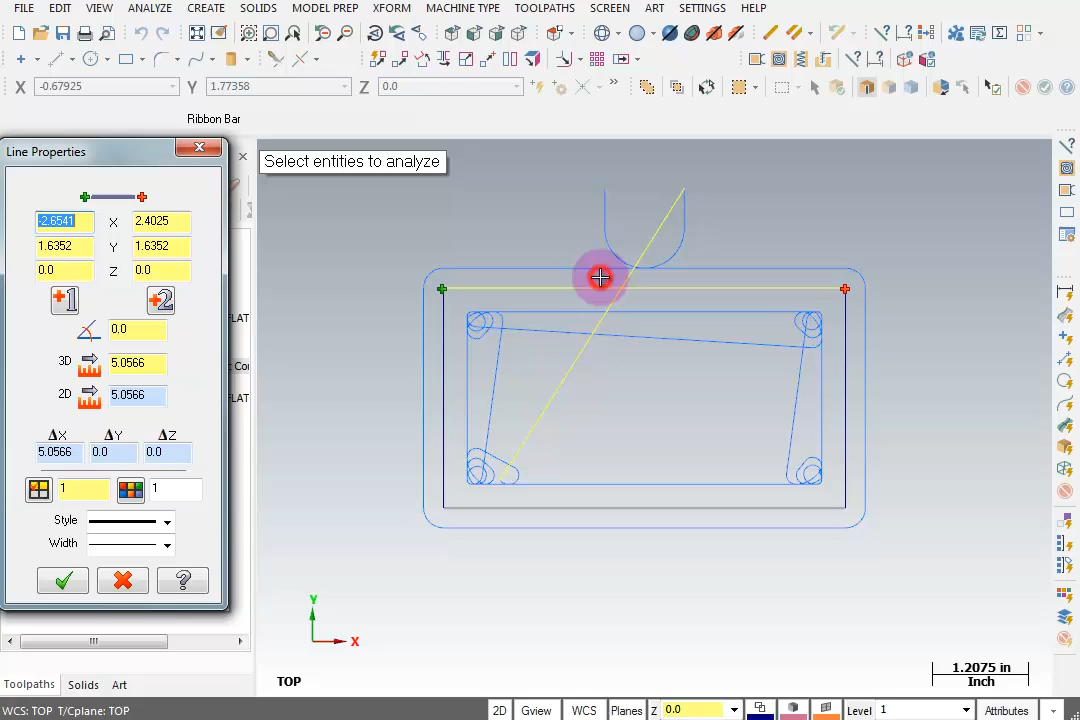 FILE EDIT VIEW ANALYZE CREATE SOLIDS MODEL PREP XFORM MACHINE TYPE TOOLPATHS SCREEN ART SETTINGS HELP
X -0.67925 Y 1.77358 Z 0.0
Ribbon Bar
Line Properties
Select entities to analyze
-2.6541 X 2.4025
1.6352 Y 1.6352
0.0 Z 0.0
+1 +2
0.0
3D 5.0566
2D 5.0566
ΔX ΔY ΔZ
5.0566 0.0 0.0
1 1
Style
Width
FLAT
Cor
FLAT
Y
X
TOP
1.2075 in
Inch
Toolpaths Solids Art
WCS: TOP T/Cplane: TOP
2D Gview WCS Planes Z 0.0 Level 1 Attributes